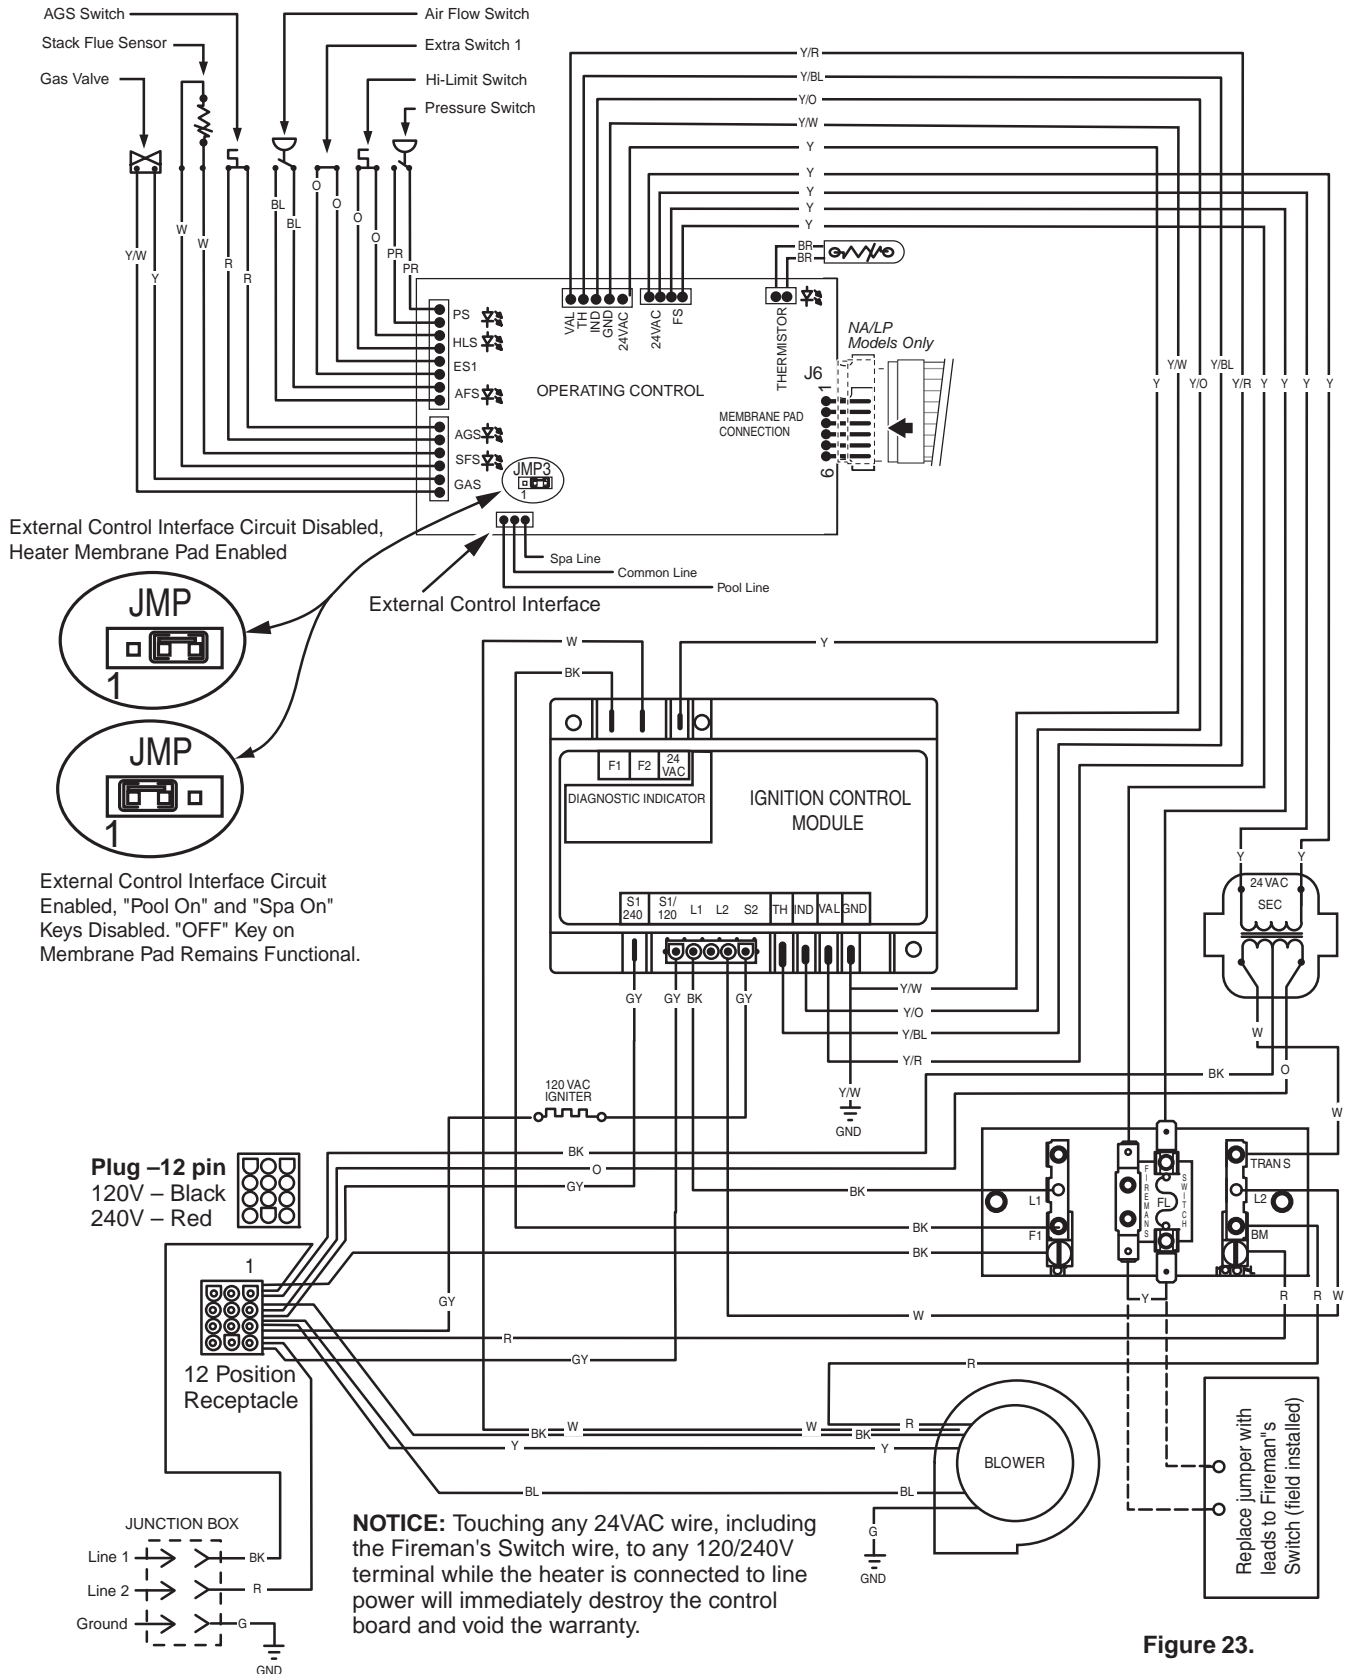 AGS Switch
Air Flow Switch
Stack Flue Sensor
Extra Switch 1
Gas Valve
Hi-Limit Switch
Pressure Switch
Y/R
Y/BL
Y/O
Y/W
Y
Y
Y
Y
Y
O
O
BL
BL
O
O
W
W
PR
PR
Y/W
Y
R
R
BR
BR
PS
HLS
ES1
AFS
AGS
SFS
GAS
VAL
TH
IND
GND
24VAC
24VAC
FS
THERMISTOR
NA/LP
Models Only
J6
1
6
OPERATING CONTROL
MEMBRANE PAD
CONNECTION
JMP3
1
Y
Y/W
Y/O
Y/BL
Y/R
Y
Y
Y
Y
External Control Interface Circuit Disabled,
Heater Membrane Pad Enabled
Spa Line
Common Line
Pool Line
External Control Interface
JMP
1
JMP
1
External Control Interface Circuit
Enabled, "Pool On" and "Spa On"
Keys Disabled. "OFF" Key on
Membrane Pad Remains Functional.
W
BK
Y
F1
F2
24
VAC
DIAGNOSTIC INDICATOR
IGNITION CONTROL
MODULE
S1
240
S1/
120
L1
L2
S2
TH
IND
VAL
GND
GY
GY
BK
GY
Y/W
Y/O
Y/BL
Y/R
Y/W
GND
Y
Y
24 VAC
SEC
W
BK
O
W
120 VAC
IGNITER
BK
O
GY
BK
BK
BK
Plug –12 pin
120V – Black
240V – Red
L1
F1
FIREMANS
FL
SWITCH
TRANS
L2
BM
Y
R
R
W
1
12 Position
Receptacle
GY
W
R
GY
R
W
BK
Y
W
BK
Y
R
BL
BL
BLOWER
G
GND
Replace jumper with
leads to Fireman"s
Switch (field installed)
JUNCTION BOX
Line 1
BK
Line 2
R
Ground
G
GND
NOTICE: Touching any 24VAC wire, including
the Fireman's Switch wire, to any 120/240V
terminal while the heater is connected to line
power will immediately destroy the control
board and void the warranty.
Figure 23.